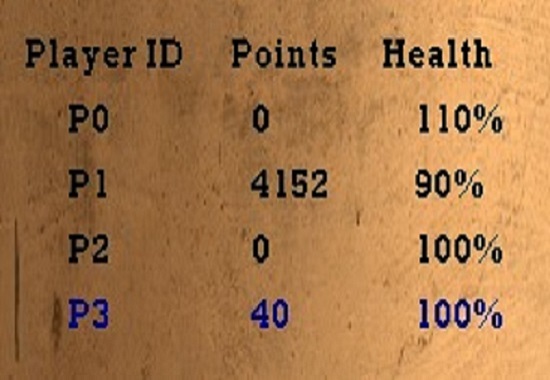 Player ID Points Health
P0 0 110%
P1 4152 90%
P2 0 100%
P3 40 100%